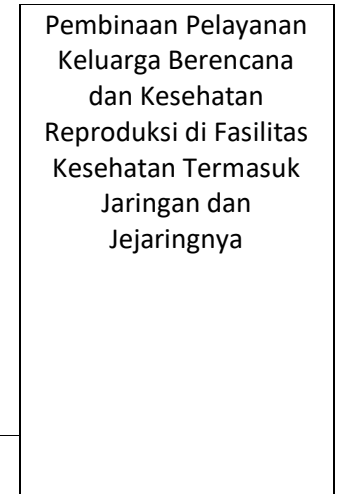 Pembinaan Pelayanan
Keluarga Berencana
dan Kesehatan
Reproduksi di Fasilitas
Kesehatan Termasuk
Jaringan dan
Jejaringnya